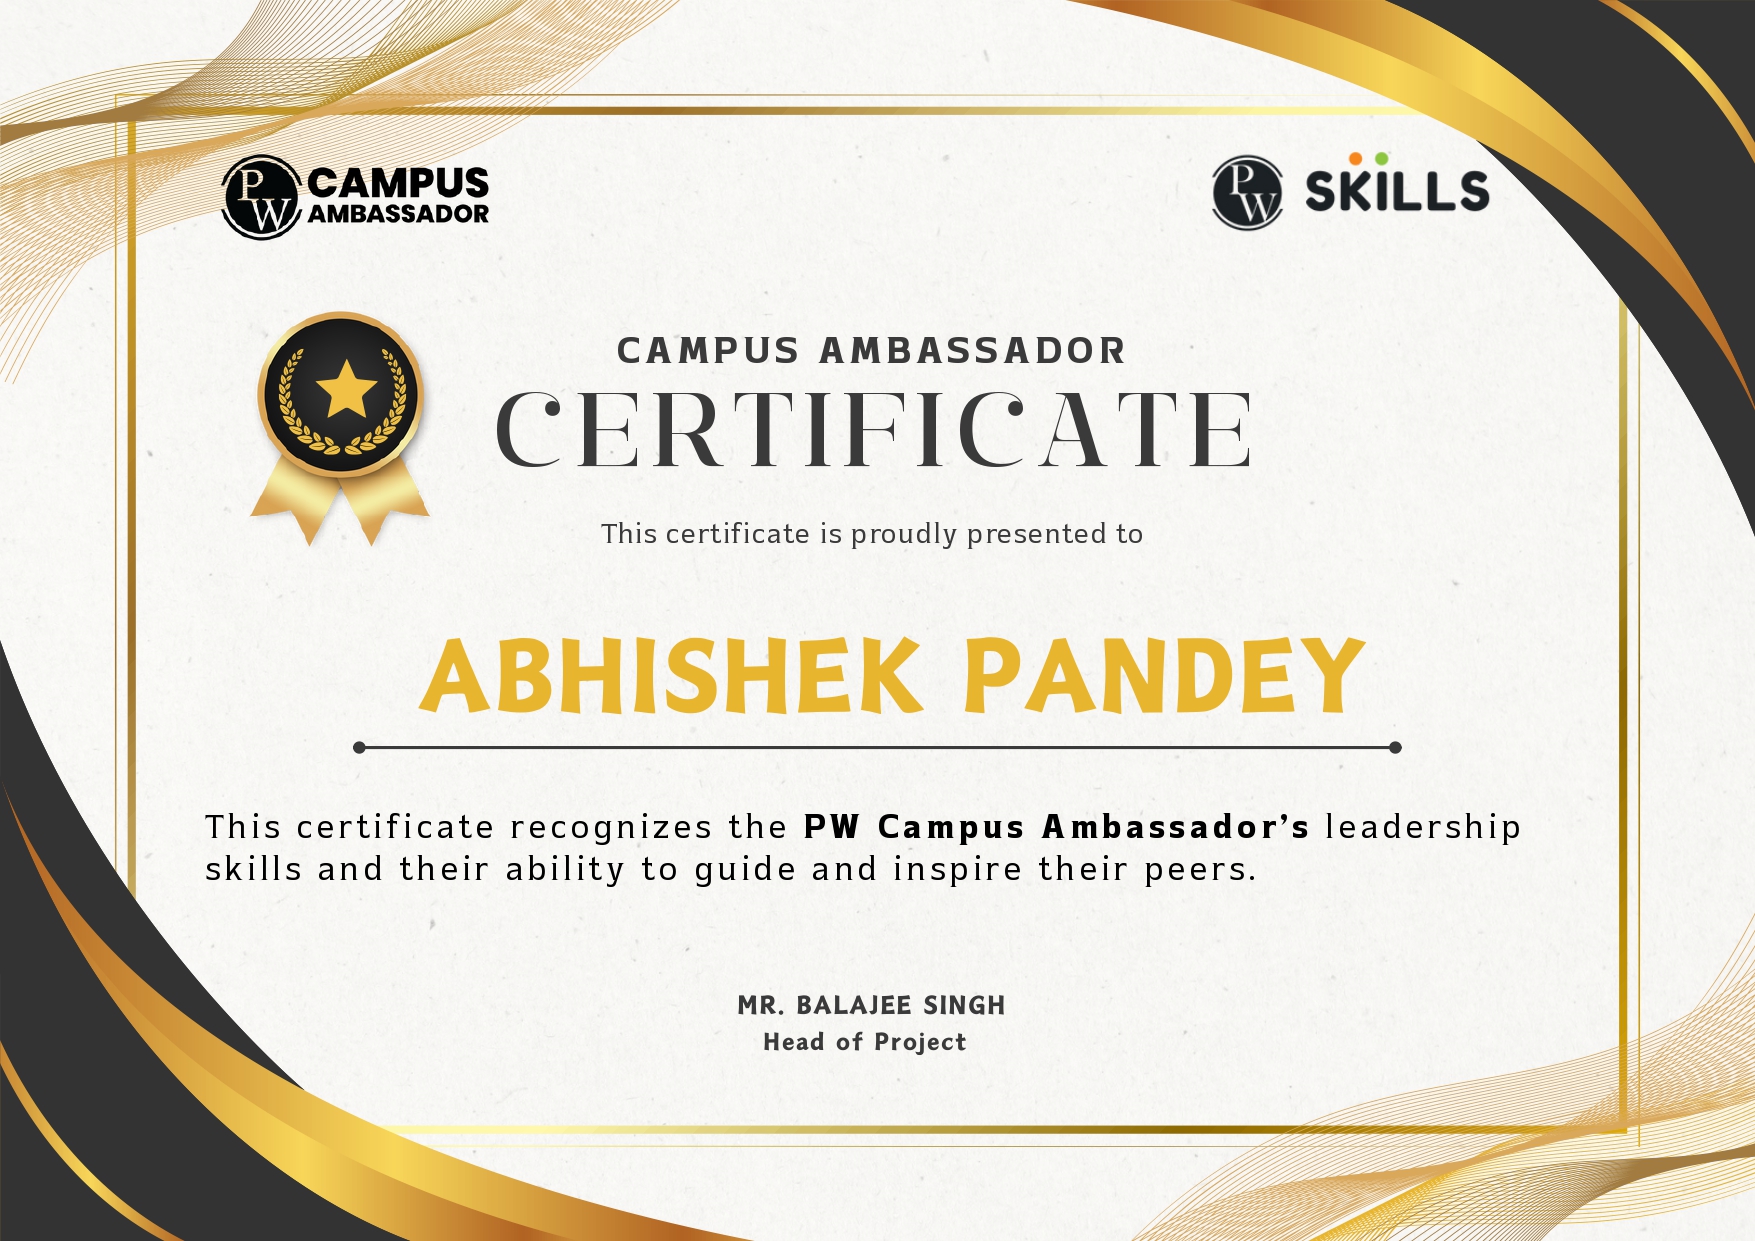 PW CAMPUS AMBASSADOR
PW SKILLS
CAMPUS AMBASSADOR
CERTIFICATE
This certificate is proudly presented to
ABHISHEK PANDEY
This certificate recognizes the PW Campus Ambassador’s leadership
skills and their ability to guide and inspire their peers.
MR. BALAJEE SINGH
Head of Project